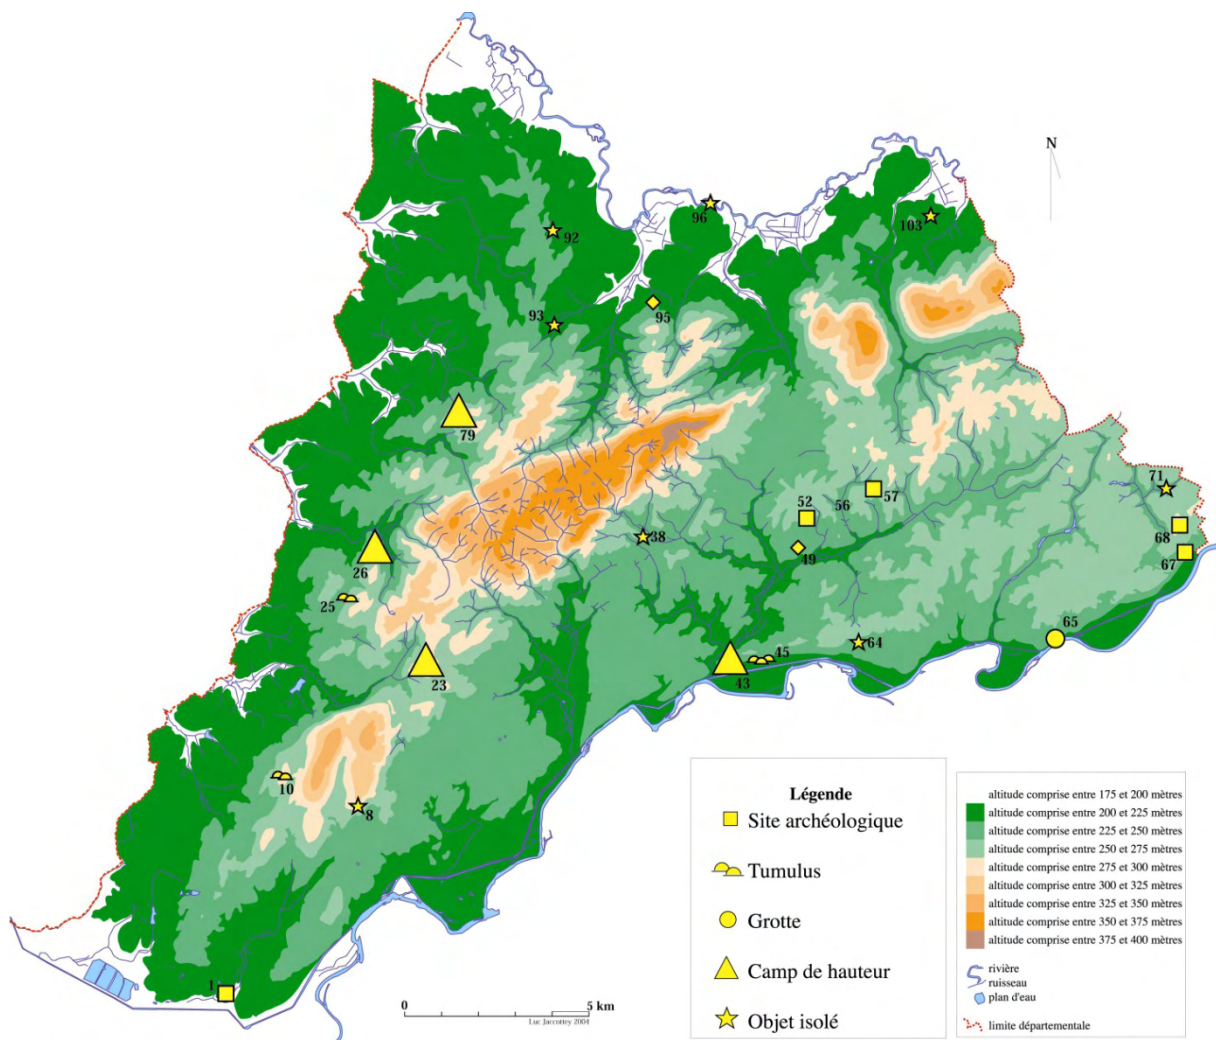 N
96
103
92
95
93
79
71
52
56
57
68
38
49
67
26
25
65
64
45
23
43
10
8
1
0
5 km
Luc Jaccottey 2004
Légende
Site archéologique
Tumulus
Grotte
Camp de hauteur
Objet isolé
altitude comprise entre 175 et 200 mètres
altitude comprise entre 200 et 225 mètres
altitude comprise entre 225 et 250 mètres
altitude comprise entre 250 et 275 mètres
altitude comprise entre 275 et 300 mètres
altitude comprise entre 300 et 325 mètres
altitude comprise entre 325 et 350 mètres
altitude comprise entre 350 et 375 mètres
altitude comprise entre 375 et 400 mètres
rivière
ruisseau
plan d'eau
limite départementale